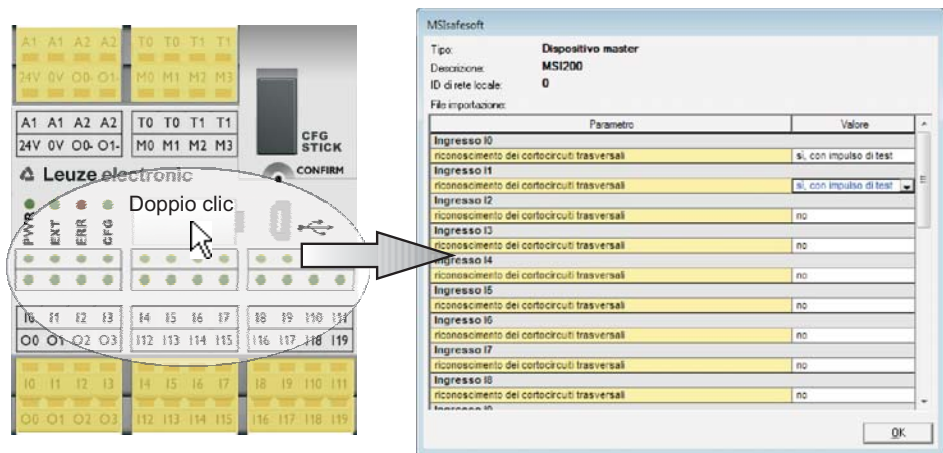 A1 A1 A2 A2 T0 T0 T1 T1
24V 0V O0- O1- M0 M1 M2 M3
A1 A1 A2 A2 T0 T0 T1 T1
24V 0V O0- O1- M0 M1 M2 M3
CFG
STICK
CONFIRM
Leuze electronic
PWR
EXT
ERR
CFG
Doppio clic
I0 I1 I2 I3 I4 I5 I6 I7 I8 I9 I10 I11
O0 O1 O2 O3 I12 I13 I14 I15 I16 I17 I18 I19
I0 I1 I2 I3 I4 I5 I6 I7 I8 I9 I10 I11
O0 O1 O2 O3 I12 I13 I14 I15 I16 I17 I18 I19
MSIsafesoft
Tipo: Dispositivo master
Descrizione: MSI200
ID di rete locale: 0
File importazione:
Parametro Valore
Ingresso I0
riconoscimento dei cortocircuiti trasversali sì, con impulso di test
Ingresso I1
riconoscimento dei cortocircuiti trasversali sì, con impulso di test
Ingresso I2
riconoscimento dei cortocircuiti trasversali no
Ingresso I3
riconoscimento dei cortocircuiti trasversali no
Ingresso I4
riconoscimento dei cortocircuiti trasversali no
Ingresso I5
riconoscimento dei cortocircuiti trasversali no
Ingresso I6
riconoscimento dei cortocircuiti trasversali no
Ingresso I7
riconoscimento dei cortocircuiti trasversali no
Ingresso I8
riconoscimento dei cortocircuiti trasversali no
Ingresso I9
OK